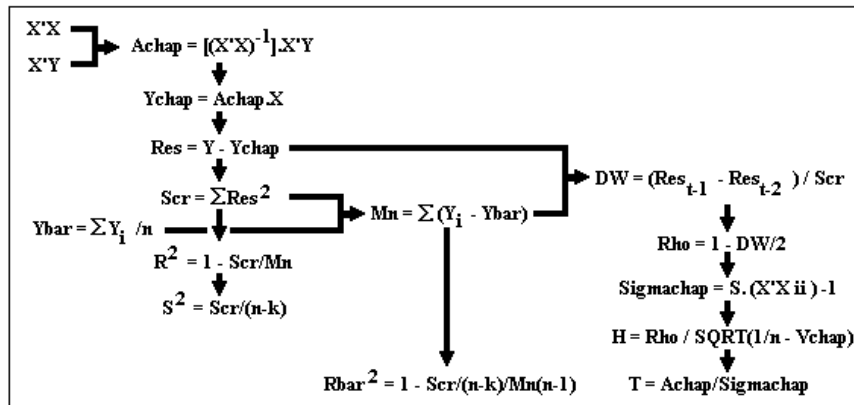 X'X
X'Y
Achap = [(X'X)⁻¹].X'Y
Ychap = Achap.X
Res = Y - Ychap
Scr = ΣRes²
Ybar = ΣYᵢ /n
R² = 1 - Scr/Mn
S² = Scr/(n-k)
Mn = Σ(Yᵢ - Ybar)
Rbar² = 1 - Scr/(n-k)/Mn(n-1)
DW = (Res_t-1 - Res_t-2) / Scr
Rho = 1 - DW/2
Sigmachap = S. (X'X ii) -1
H = Rho / SQRT(1/n - Vchap)
T = Achap/Sigmachap